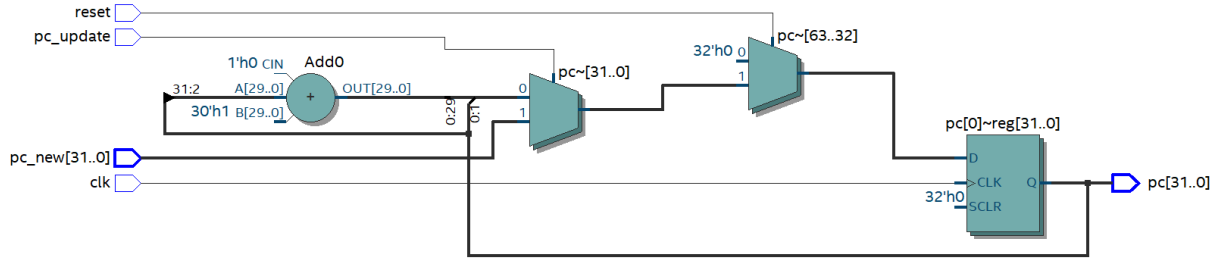 reset
pc_update
pc~[63..32]
32'h0 0
1
1'h0 CIN
Add0
pc~[31..0]
31:2
A[29..0]
+
OUT[29..0]
0
30'h1 B[29..0]
0:29
0:1
1
pc_new[31..0]
clk
pc[0]~reg[31..0]
D
CLK
Q
32'h0
SCLR
pc[31..0]